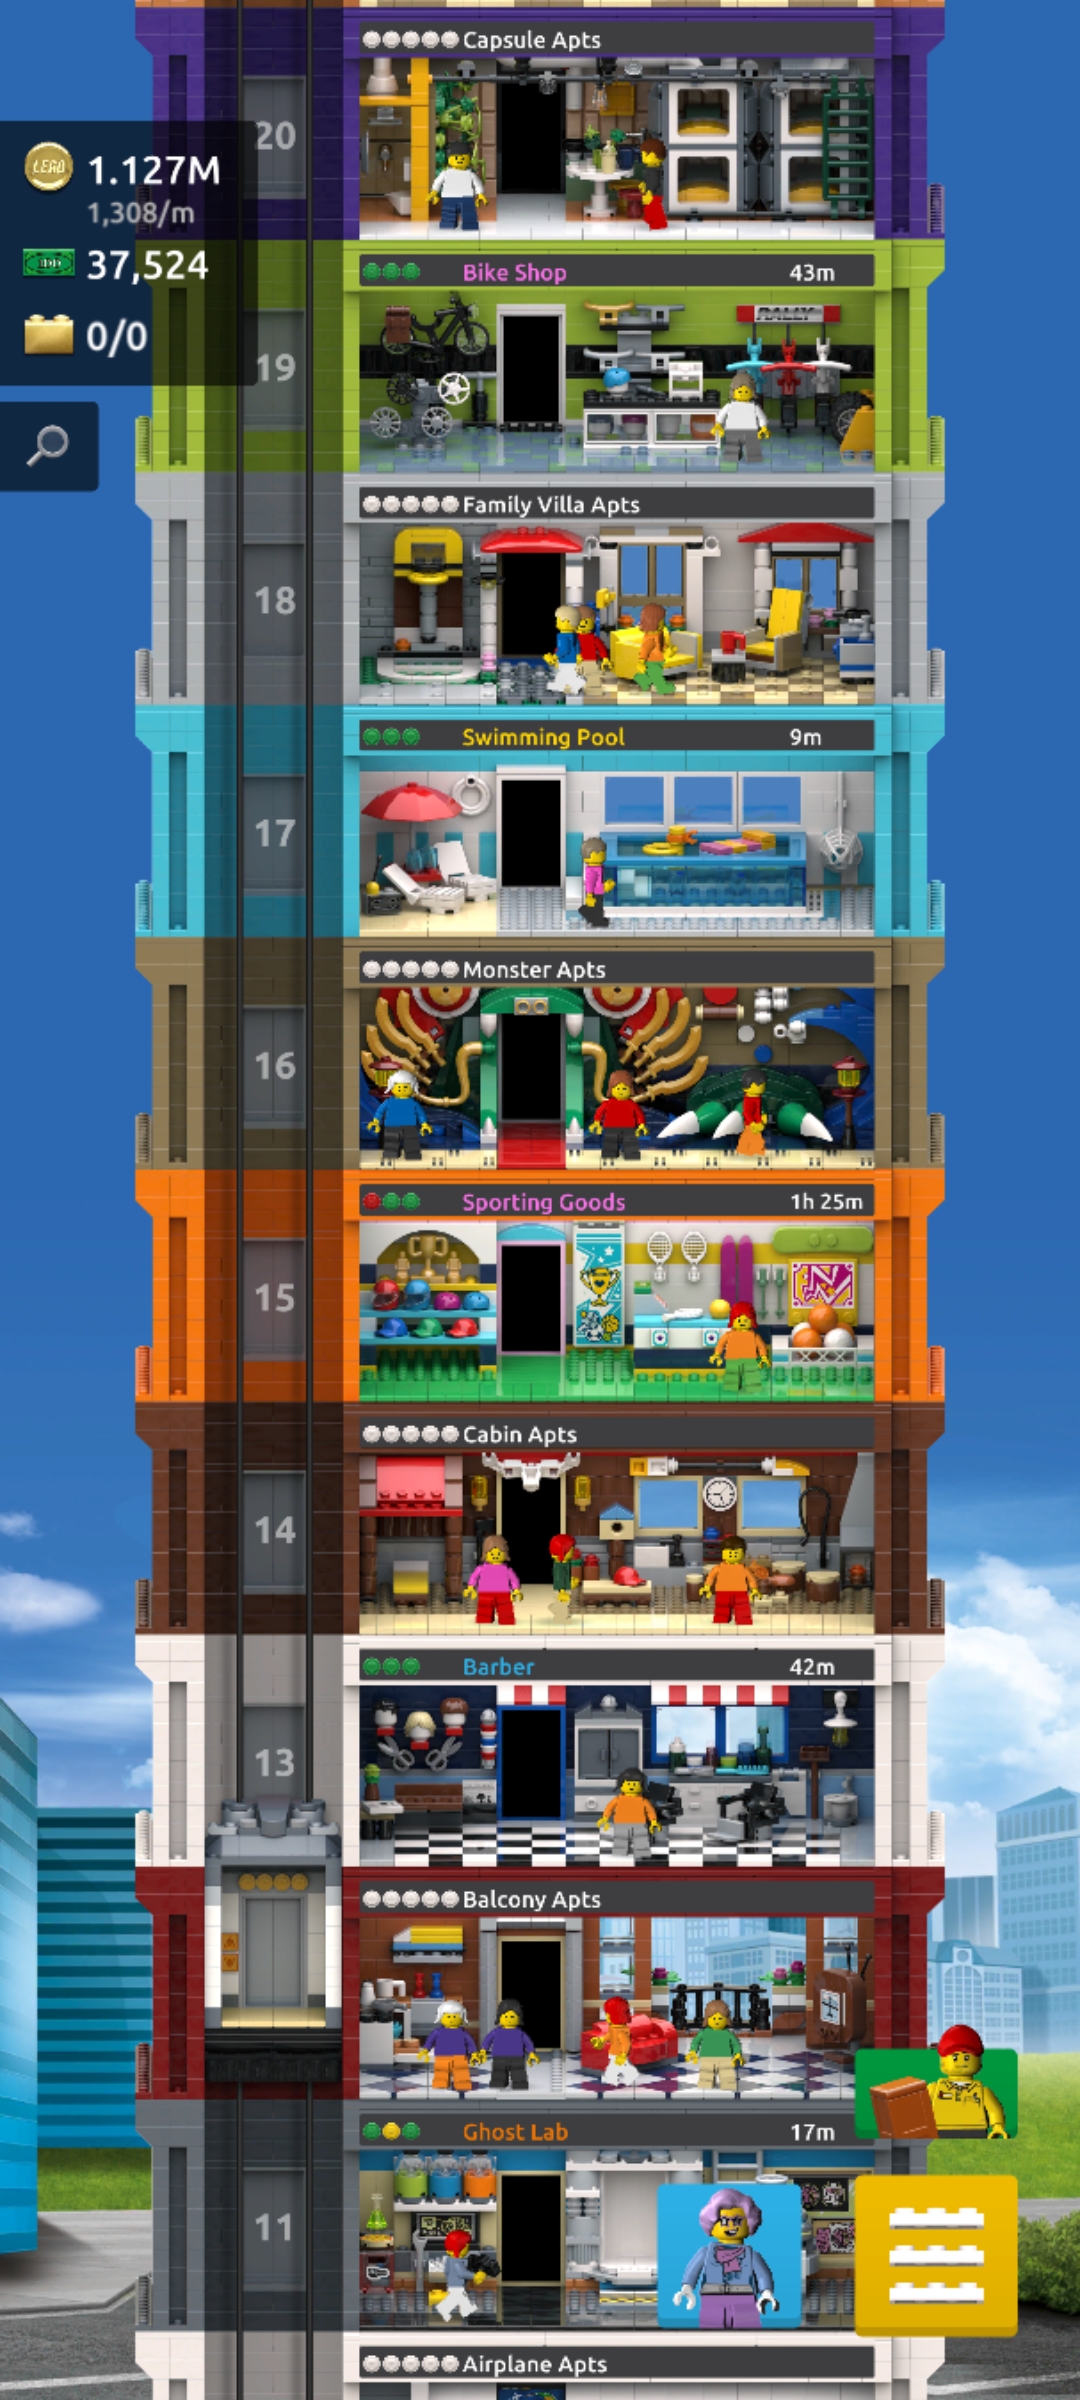 Capsule Apts
20
LEGO
1.127M
1,308/m
37,524
0/0
Bike Shop 43m
RALLY
19
Family Villa Apts
18
Swimming Pool 9m
17
Monster Apts
16
Sporting Goods 1h 25m
15
Cabin Apts
14
Barber 42m
13
Balcony Apts
Ghost Lab 17m
11
Airplane Apts